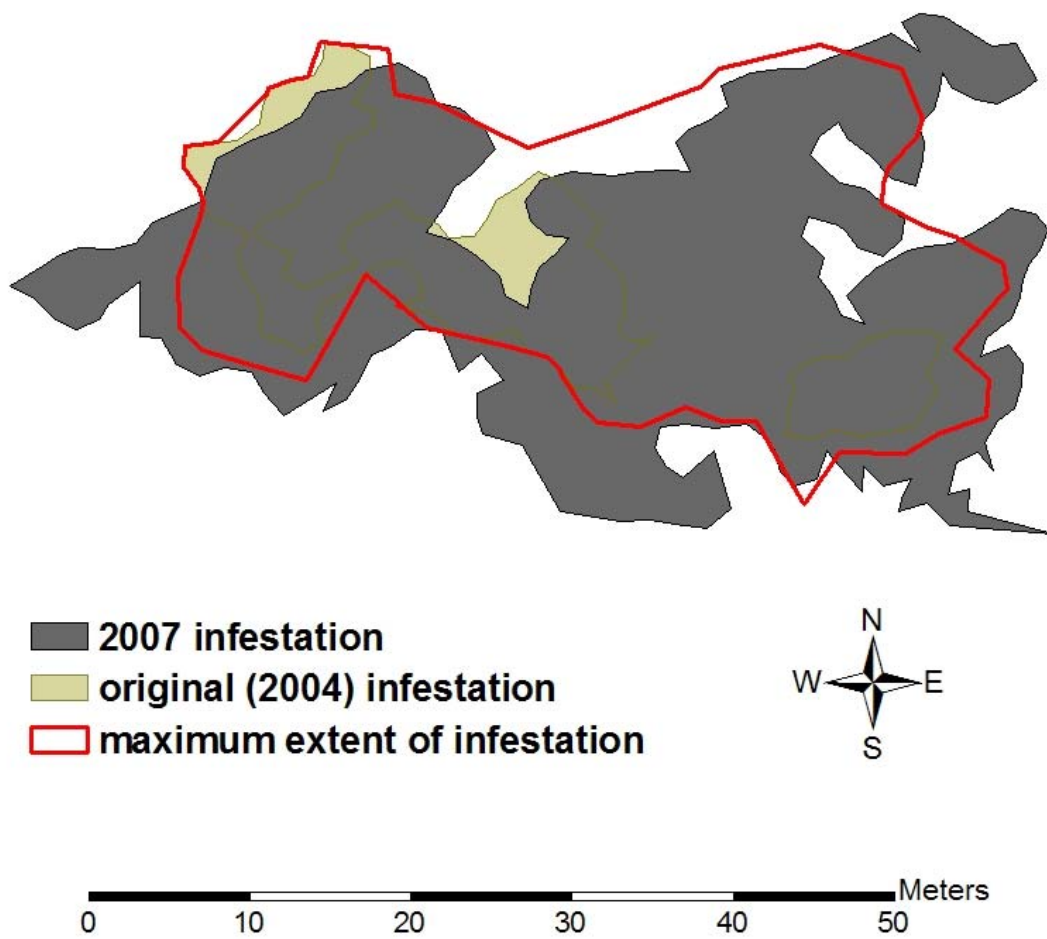 2007 infestation
original (2004) infestation
maximum extent of infestation
N
W E
S
Meters
0 10 20 30 40 50